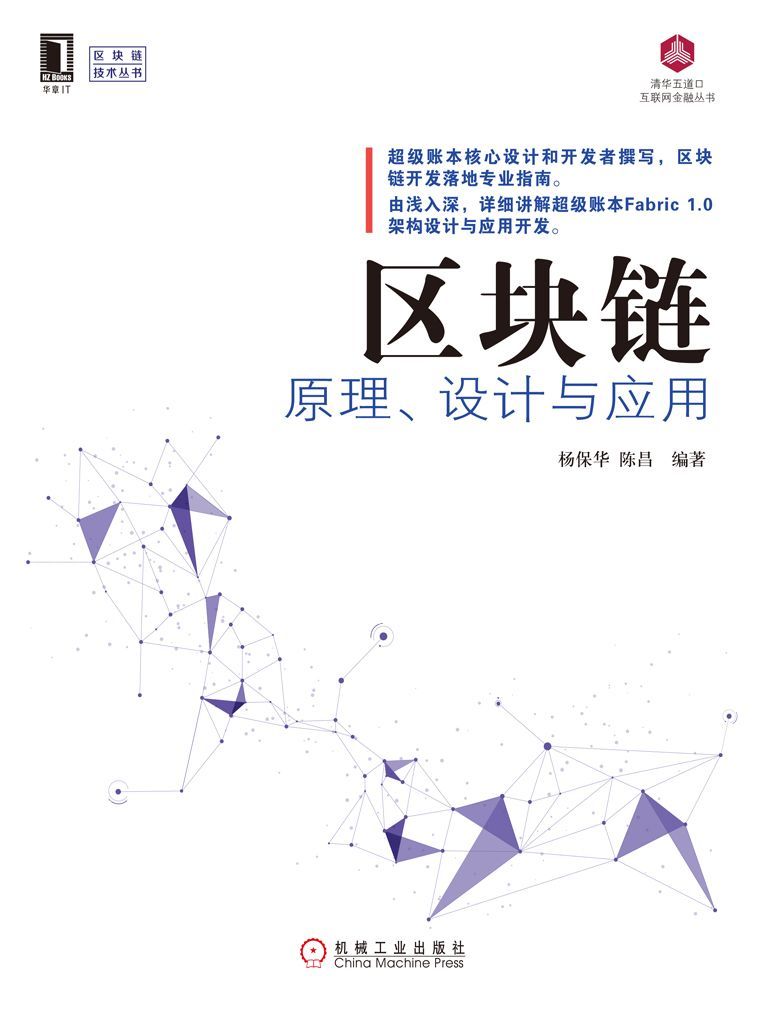 HZ BOOKS
华章IT
区块链
技术丛书
清华五道口
互联网金融丛书
超级账本核心设计和开发者撰写，区块
链开发落地专业指南。
由浅入深，详细讲解超级账本Fabric 1.0
架构设计与应用开发。
区块链
原理、设计与应用
杨保华 陈昌 编著
机械工业出版社
China Machine Press